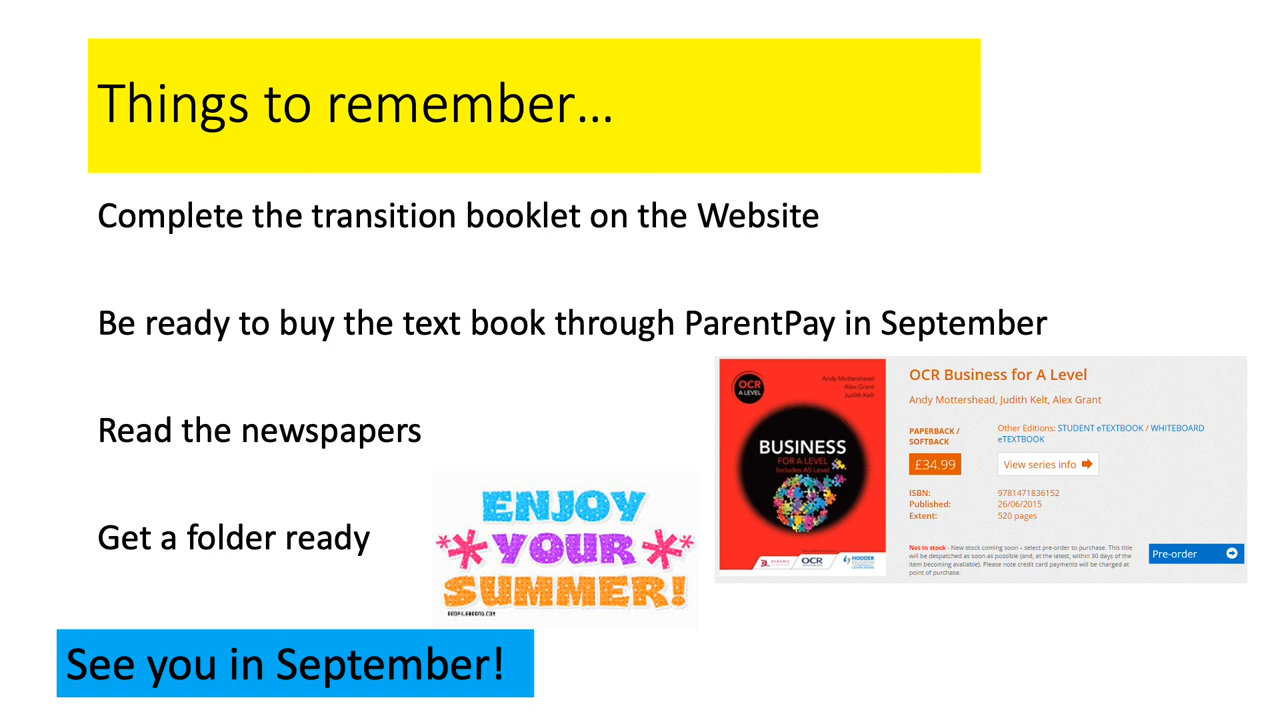 Things to remember...
Complete the transition booklet on the Website
Be ready to buy the text book through ParentPay in September
Read the newspapers
Get a folder ready
ENJOY
*YOUR*
SUMMER!
See you in September!
OCR
A LEVEL
Andy Mottershead
Alex Grant
Judith Kelt
BUSINESS
FOR A LEVEL
Includes AS Level
OCR
HODDER
OCR Business for A Level
Andy Mottershead, Judith Kelt, Alex Grant
PAPERBACK /
SOFTBACK
£34.99
Other Editions: STUDENT eTEXTBOOK / WHITEBOARD
eTEXTBOOK
View series info
ISBN: 9781471836152
Published: 26/06/2015
Extent: 520 pages
Not in stock - New stock coming soon – select pre-order to purchase. This title
will be despatched as soon as possible (and, at the latest, within 30 days of the
item becoming available). Please note credit card payments will be charged at
point of purchase.
Pre-order